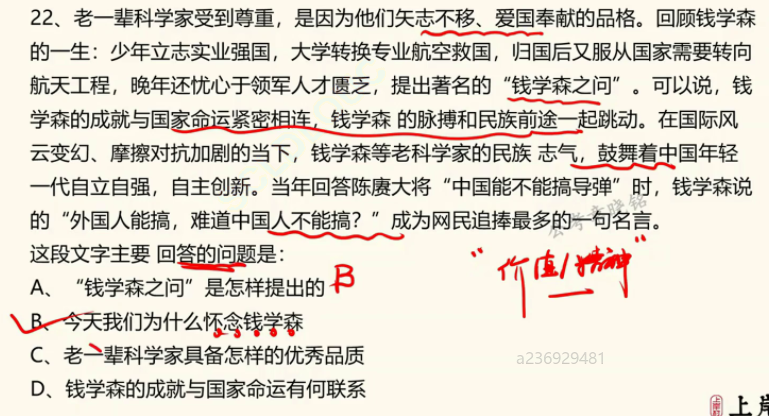 22、老一辈科学家受到尊重，是因为他们矢志不移、爱国奉献的品格。回顾钱学森
的一生：少年立志实业强国，大学转换专业航空救国，归国后又服从国家需要转向
航天工程，晚年还忧心于领军人才匮乏，提出著名的“钱学森之问”。可以说，钱
学森的成就与国家命运紧密相连，钱学森 的脉搏和民族前途一起跳动。在国际风
云变幻、摩擦对抗加剧的当下，钱学森等老科学家的民族 志气，鼓舞着中国年轻
一代自立自强，自主创新。当年回答陈赓大将“中国能不能搞导弹”时，钱学森说
的“外国人能搞，难道中国人不能搞？”成为网民追捧最多的一句名言。
这段文字主要 回答的问题是：
“价值/精神”
A、“钱学森之问”是怎样提出的 B
B、今天我们为什么怀念钱学森
C、老一辈科学家具备怎样的优秀品质
a236929481
D、钱学森的成就与国家命运有何联系
上岸